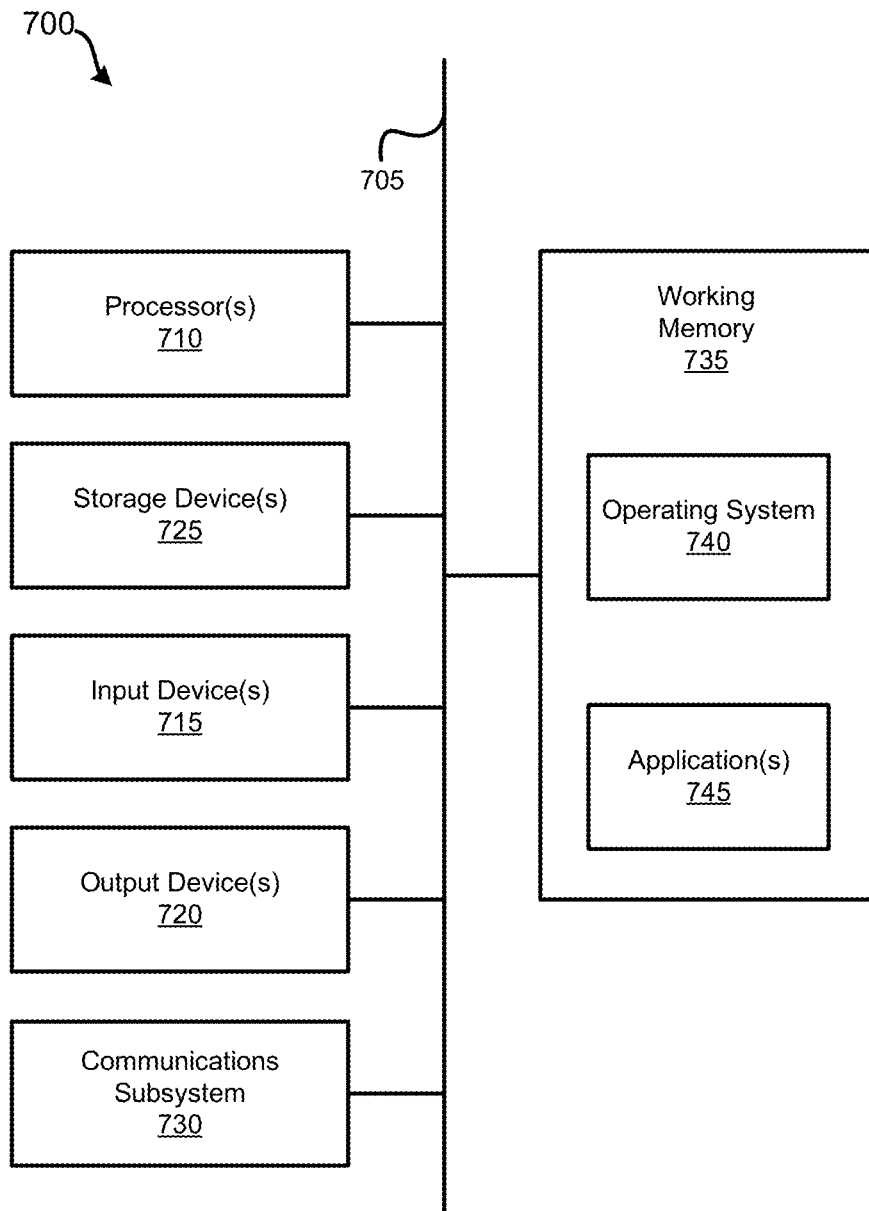 700
705
Processor(s)
710
Storage Device(s)
725
Input Device(s)
715
Output Device(s)
720
Communications
Subsystem
730
Working
Memory
735
Operating System
740
Application(s)
745